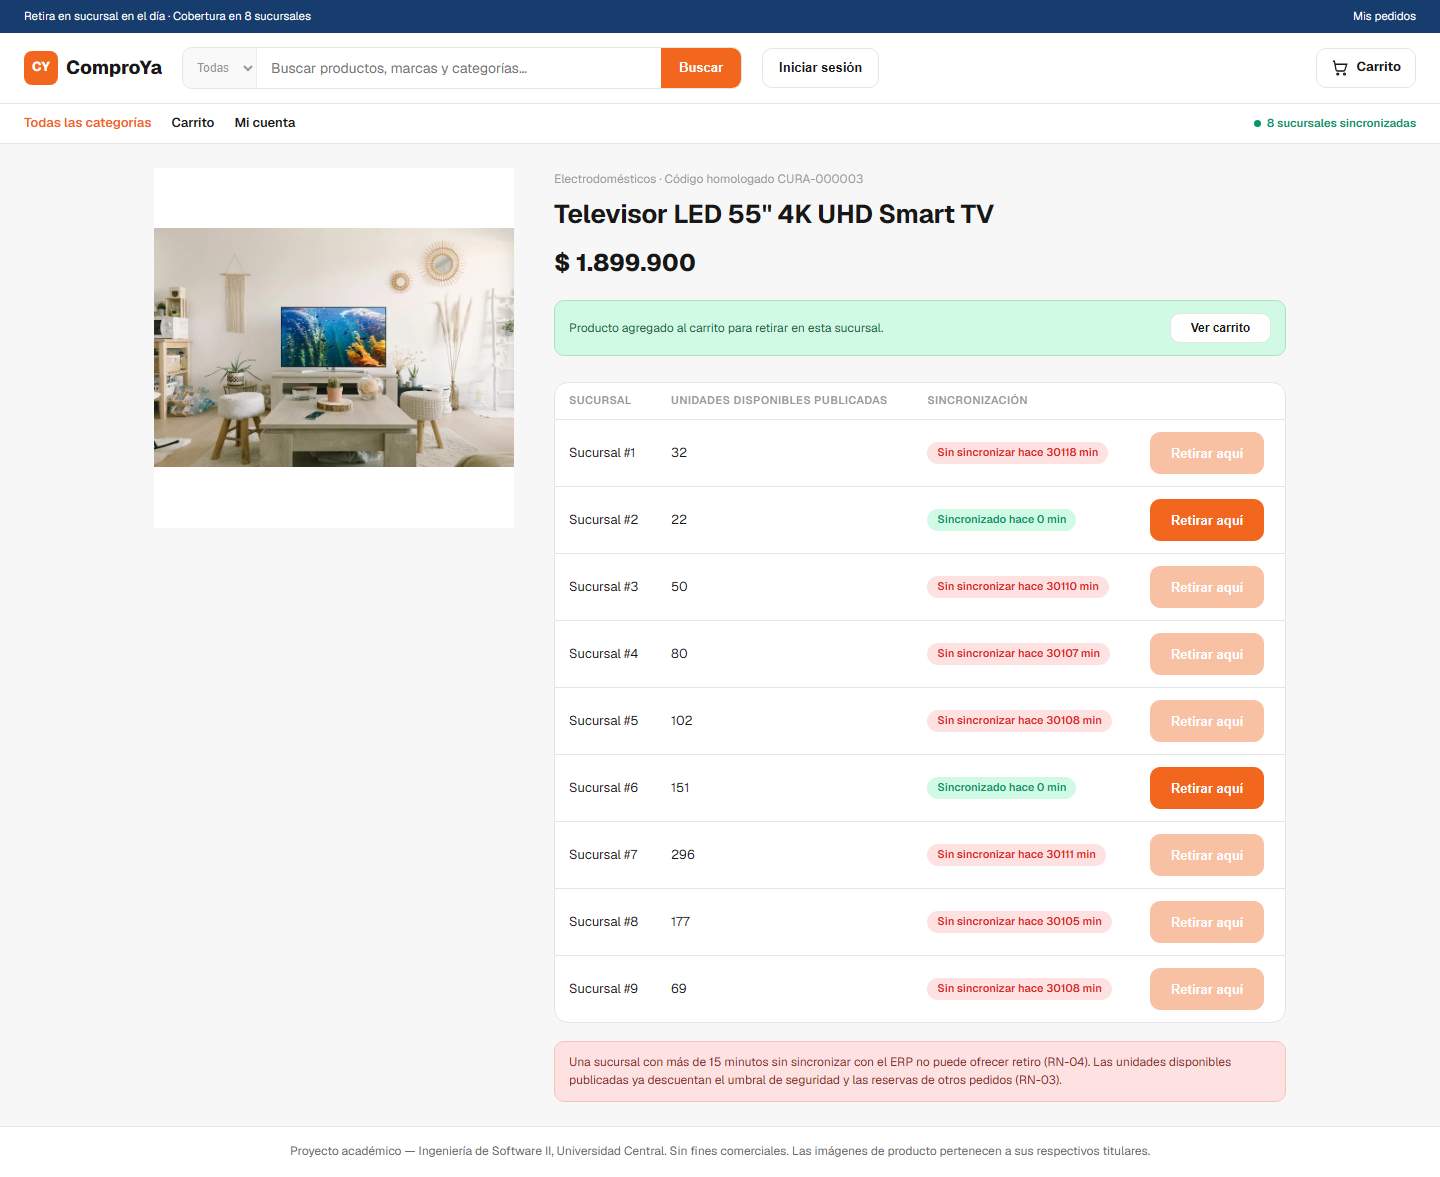 Retira en sucursal en el día · Cobertura en 8 sucursales
Mis pedidos
CY
ComproYa
Todas
Buscar productos, marcas y categorías...
Buscar
Iniciar sesión
Carrito
Todas las categorías
Carrito
Mi cuenta
8 sucursales sincronizadas
Electrodomésticos · Código homologado CURA-000003
Televisor LED 55" 4K UHD Smart TV
$ 1.899.900
Producto agregado al carrito para retirar en esta sucursal.
Ver carrito
SUCURSAL UNIDADES DISPONIBLES PUBLICADAS SINCRONIZACIÓN
Sucursal #1 32 Sin sincronizar hace 30118 min Retirar aquí
Sucursal #2 22 Sincronizado hace 0 min Retirar aquí
Sucursal #3 50 Sin sincronizar hace 30110 min Retirar aquí
Sucursal #4 80 Sin sincronizar hace 30107 min Retirar aquí
Sucursal #5 102 Sin sincronizar hace 30108 min Retirar aquí
Sucursal #6 151 Sincronizado hace 0 min Retirar aquí
Sucursal #7 296 Sin sincronizar hace 30111 min Retirar aquí
Sucursal #8 177 Sin sincronizar hace 30105 min Retirar aquí
Sucursal #9 69 Sin sincronizar hace 30108 min Retirar aquí
Una sucursal con más de 15 minutos sin sincronizar con el ERP no puede ofrecer retiro (RN-04). Las unidades disponibles
publicadas ya descuentan el umbral de seguridad y las reservas de otros pedidos (RN-03).
Proyecto académico — Ingeniería de Software II, Universidad Central. Sin fines comerciales. Las imágenes de producto pertenecen a sus respectivos titulares.